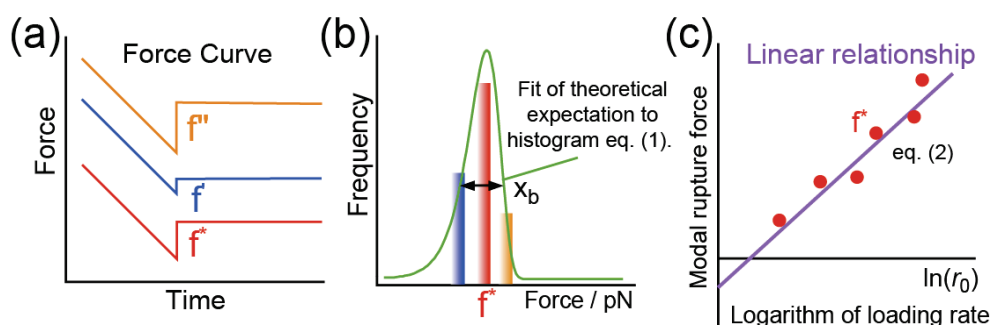 (a)
Force Curve
Force
f"
f'
f*
Time
(b)
Frequency
Fit of theoretical
expectation to
histogram eq. (1).
x_b
f*
Force / pN
(c)
Linear relationship
Modal rupture force
f*
eq. (2)
ln(r₀)
Logarithm of loading rate